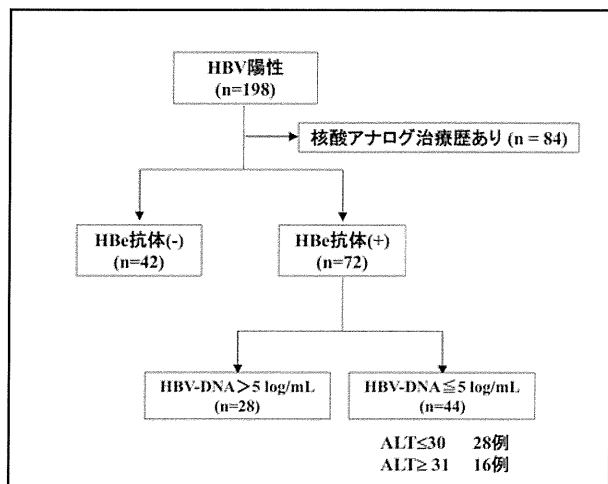 HBV陽性
(n=198)
核酸アナログ治療歴あり (n = 84)
HBe抗体(-)
(n=42)
HBe抗体(+)
(n=72)
HBV-DNA＞5 log/mL
(n=28)
HBV-DNA≦5 log/mL
(n=44)
ALT≤30 28例
ALT≥ 31 16例